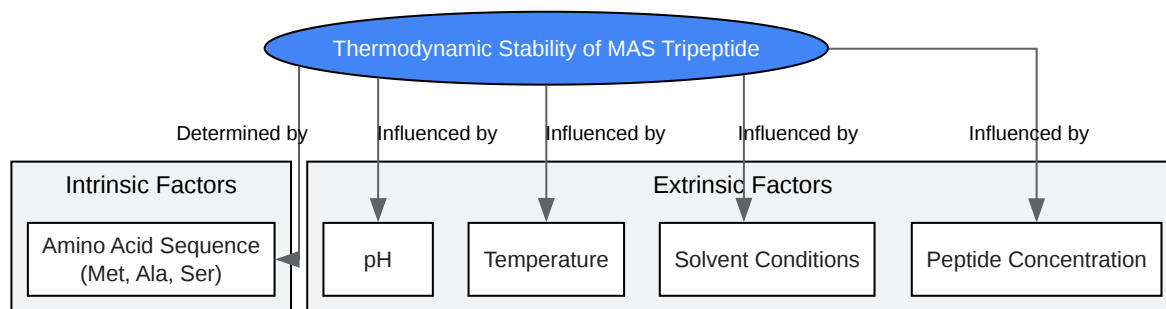 Thermodynamic Stability of MAS Tripeptide
Determined by
Influenced by
Influenced by
Influenced by
Influenced by
Intrinsic Factors
Extrinsic Factors
Amino Acid Sequence
(Met, Ala, Ser)
pH
Temperature
Solvent Conditions
Peptide Concentration